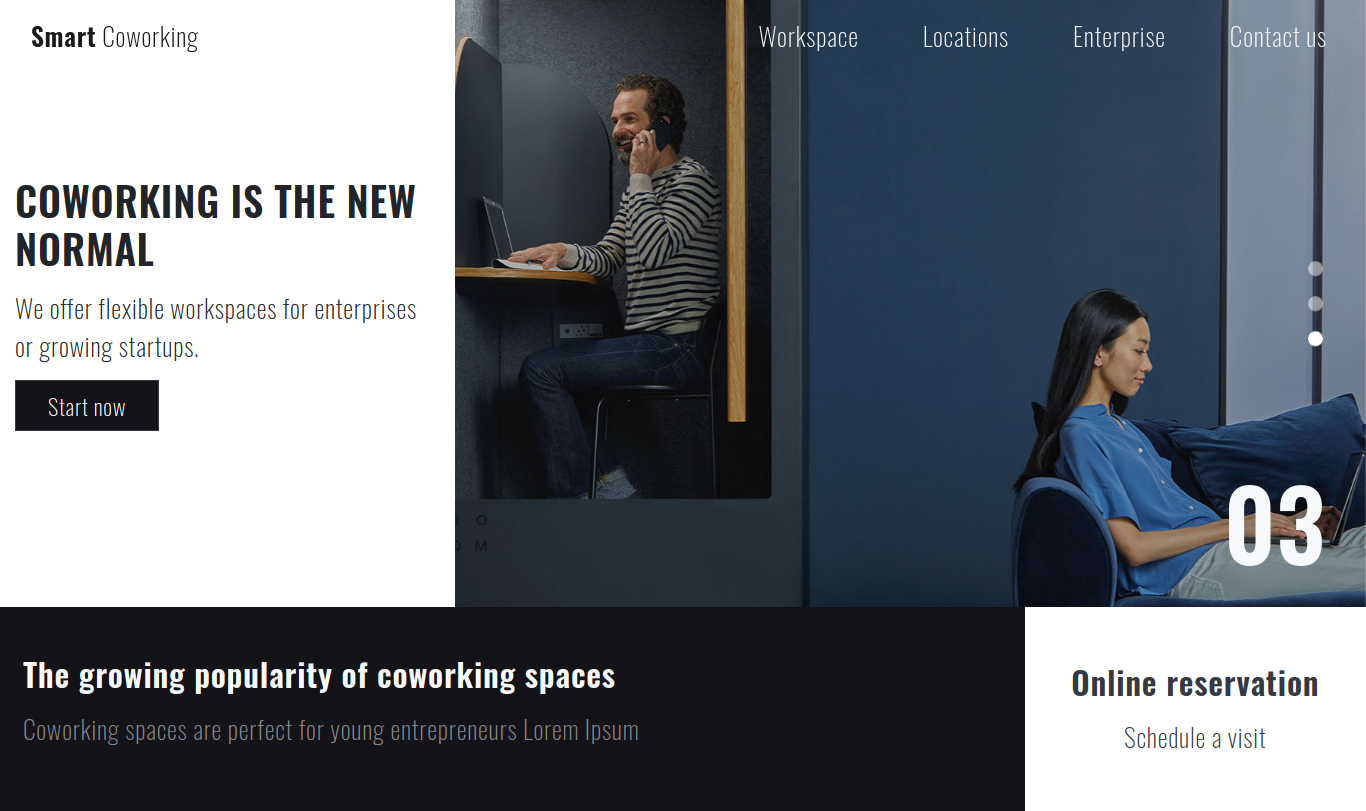 Smart Coworking
Workspace
Locations
Enterprise
Contact us
COWORKING IS THE NEW
NORMAL
We offer flexible workspaces for enterprises
or growing startups.
Start now
R O
O M
03
The growing popularity of coworking spaces
Coworking spaces are perfect for young entrepreneurs Lorem Ipsum
Online reservation
Schedule a visit